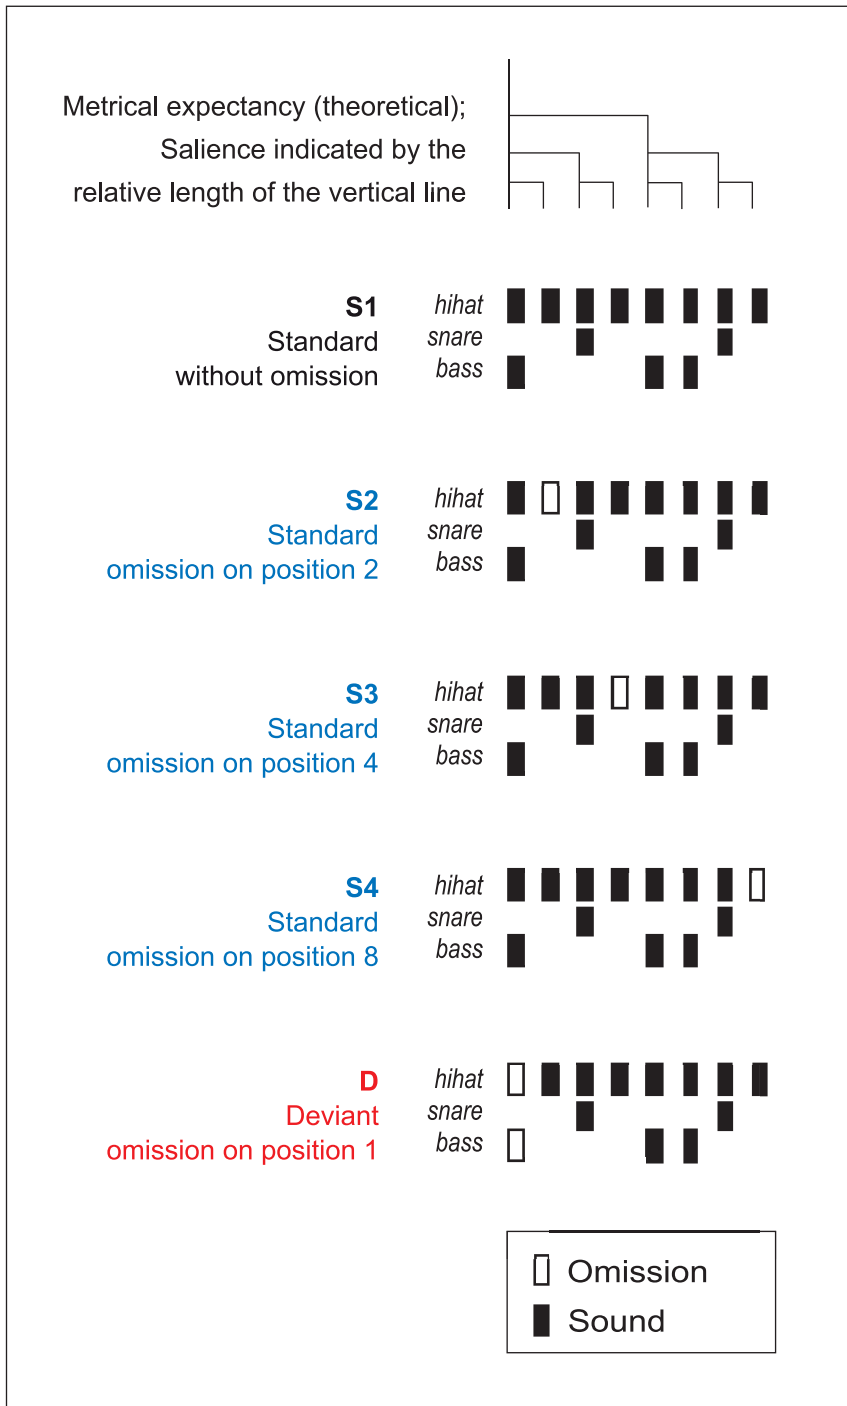 Metrical expectancy (theoretical);
Salience indicated by the
relative length of the vertical line
S1
Standard
without omission
hihat
snare
bass
S2
Standard
omission on position 2
hihat
snare
bass
S3
Standard
omission on position 4
hihat
snare
bass
S4
Standard
omission on position 8
hihat
snare
bass
D
Deviant
omission on position 1
hihat
snare
bass
Omission
Sound